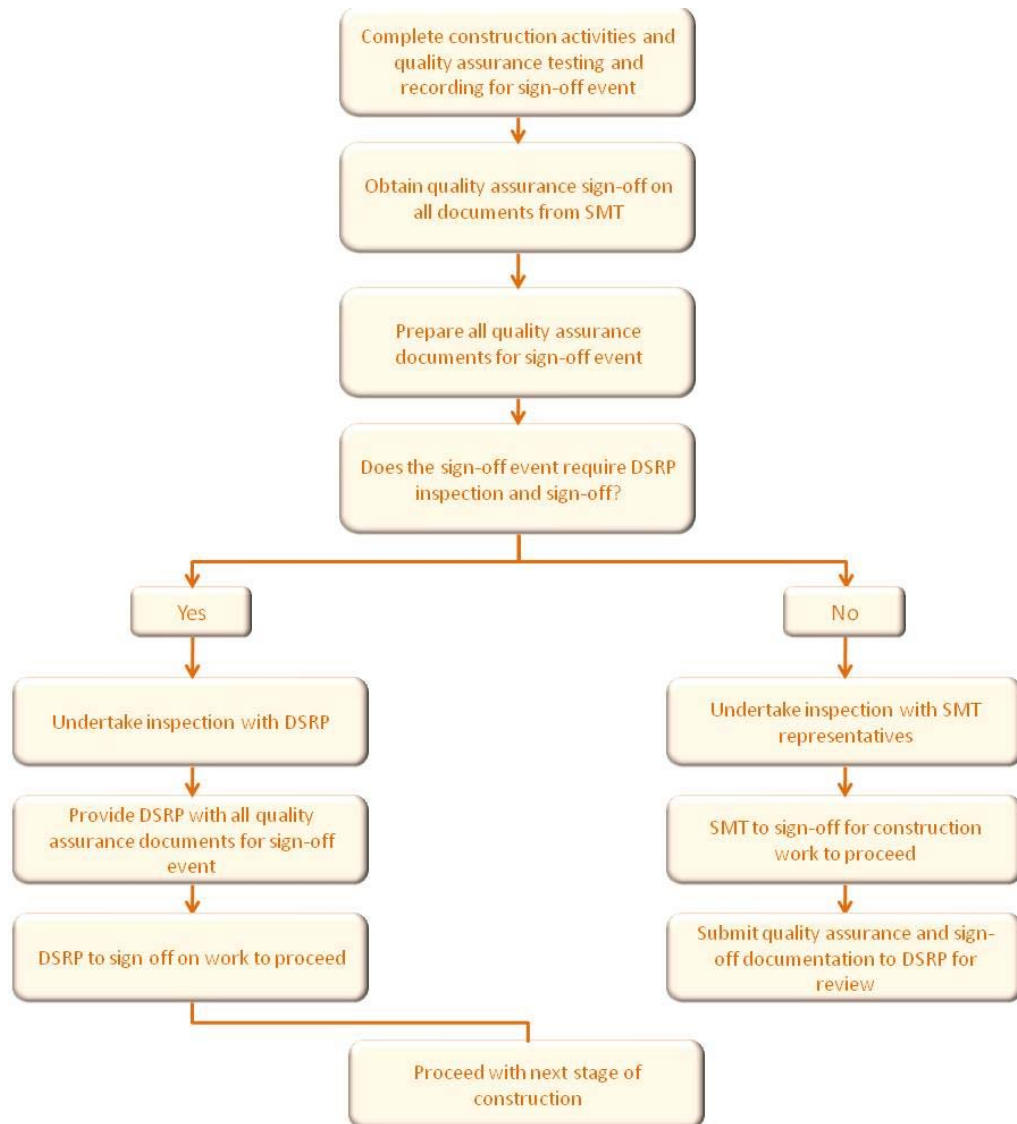 Complete construction activities and
quality assurance testing and
recording for sign-off event
Obtain quality assurance sign-off on
all documents from SMT
Prepare all quality assurance
documents for sign-off event
Does the sign-off event require DSRP
inspection and sign-off?
Yes
No
Undertake inspection with DSRP
Undertake inspection with SMT
representatives
Provide DSRP with all quality
assurance documents for sign-off
event
SMT to sign-off for construction
work to proceed
DSRP to sign off on work to proceed
Submit quality assurance and sign-
off documentation to DSRP for
review
Proceed with next stage of
construction